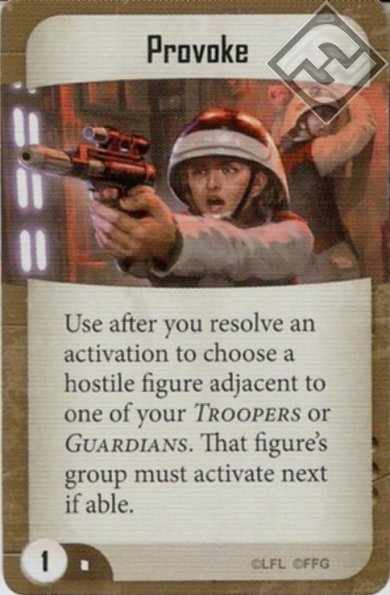 Provoke
Use after you resolve an
activation to choose a
hostile figure adjacent to
one of your TROOPERS or
GUARDIANS. That figure's
group must activate next
if able.
1
©LFL ©FFG